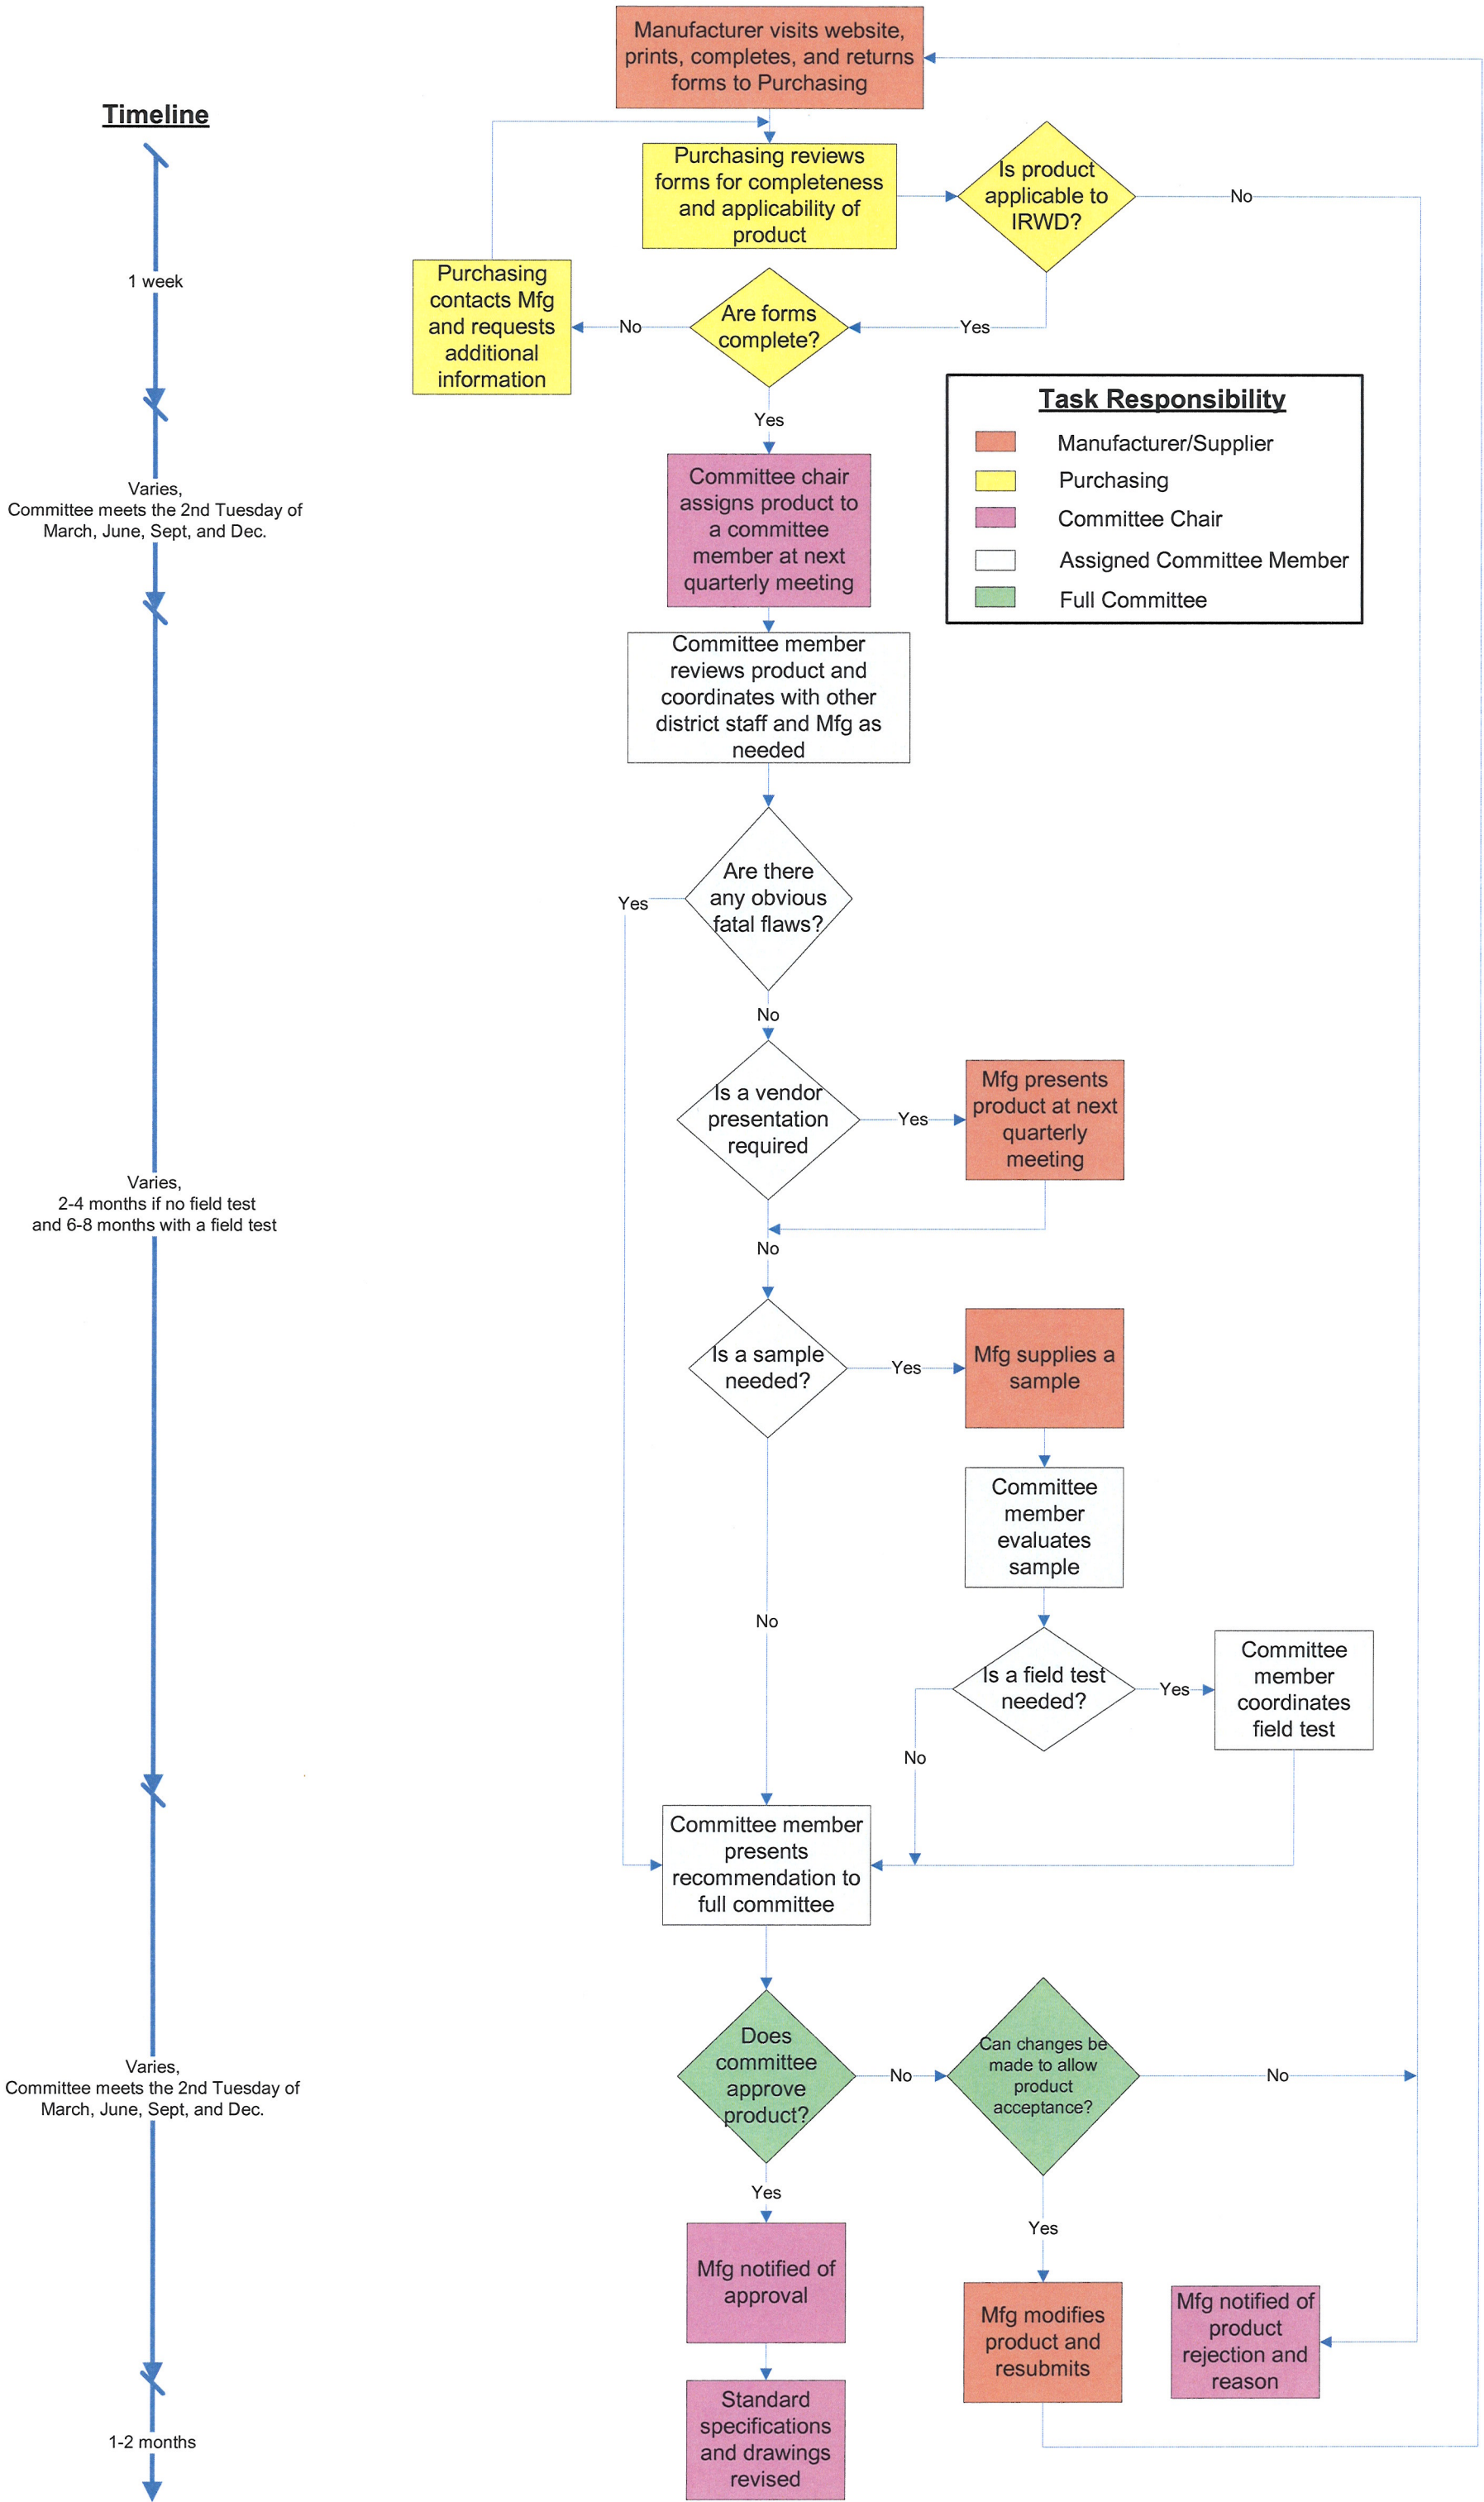 Manufacturer visits website,
prints, completes, and returns
forms to Purchasing
Timeline
Purchasing reviews
forms for completeness
and applicability of
product
Is product
applicable to
IRWD?
No
1 week
Purchasing
contacts Mfg
and requests
additional
information
No
Are forms
complete?
Yes
Yes
Task Responsibility
Manufacturer/Supplier
Purchasing
Committee Chair
Assigned Committee Member
Full Committee
Varies,
Committee meets the 2nd Tuesday of
March, June, Sept, and Dec.
Committee chair
assigns product to
a committee
member at next
quarterly meeting
Committee member
reviews product and
coordinates with other
district staff and Mfg as
needed
Are there
any obvious
fatal flaws?
Yes
No
Is a vendor
presentation
required
Yes
Mfg presents
product at next
quarterly
meeting
Varies,
2-4 months if no field test
and 6-8 months with a field test
No
Is a sample
needed?
Yes
Mfg supplies a
sample
Committee
member
evaluates
sample
No
Is a field test
needed?
Yes
Committee
member
coordinates
field test
No
Committee member
presents
recommendation to
full committee
Varies,
Committee meets the 2nd Tuesday of
March, June, Sept, and Dec.
Does
committee
approve
product?
No
Can changes be
made to allow
product
acceptance?
No
Yes
Yes
Mfg notified of
approval
Mfg modifies
product and
resubmits
Mfg notified of
product
rejection and
reason
Standard
specifications
and drawings
revised
1-2 months